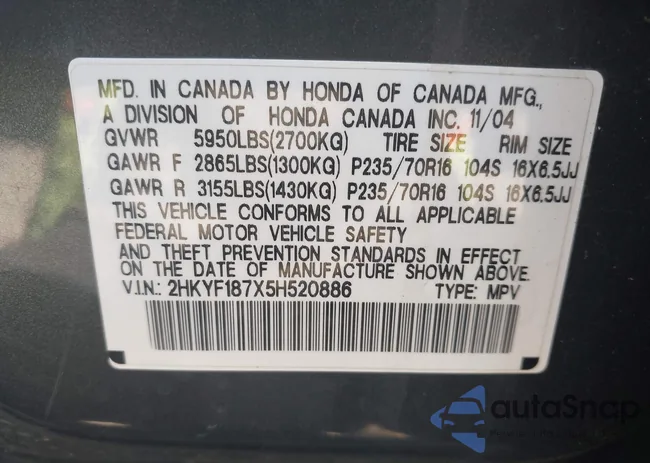 MFD. IN CANADA BY HONDA OF CANADA MFG.,
A DIVISION OF HONDA CANADA INC. 11/04
GVWR 5950LBS(2700KG) TIRE SIZE RIM SIZE
GAWR F 2865LBS(1300KG) P235/70R16 104S 16X6.5JJ
GAWR R 3155LBS(1430KG) P235/70R16 104S 16X6.5JJ
THIS VEHICLE CONFORMS TO ALL APPLICABLE
FEDERAL MOTOR VEHICLE SAFETY
AND THEFT PREVENTION STANDARDS IN EFFECT
ON THE DATE OF MANUFACTURE SHOWN ABOVE.
V.I.N.: 2HKYF187X5H520886 TYPE: MPV
autoSnap